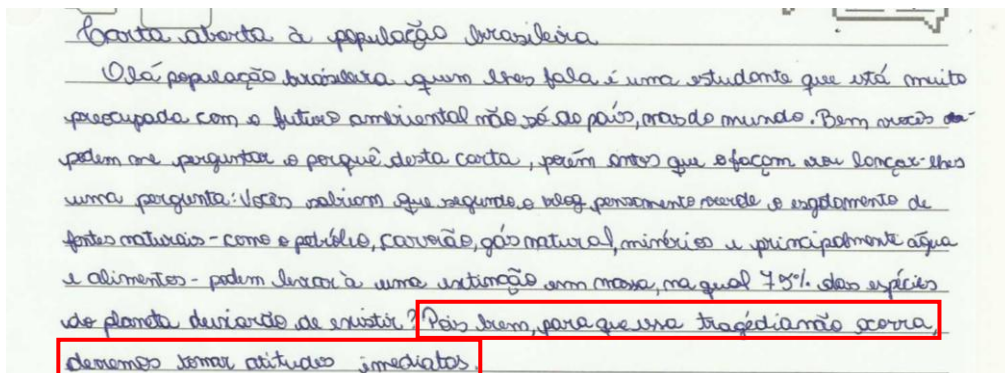 Carta aberta à população brasileira
Olá população brasileira quem lhes fala é uma estudante que está muito
preocupada com o futuro ambiental não só do país, mas do mundo. Bem vocês
podem me perguntar o porquê desta carta, porém antes que o façam vou lançar-lhes
uma pergunta: Vocês sabiam que segundo o blog pensamento verde o esgotamento de
fontes naturais - como o petróleo, carvão, gás natural, minérios e principalmente água
e alimentos - podem levar à uma extinção em massa, na qual 75% das espécies
do planeta deixarão de existir? Pois bem, para que essa tragédia não ocorra,
devemos tomar atitudes imediatas.